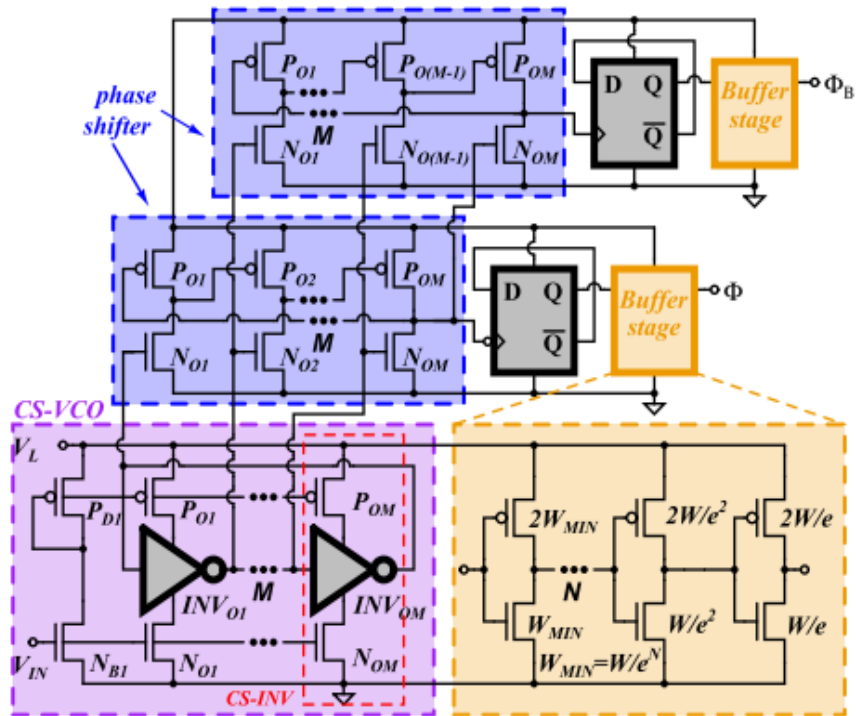 P_O1 P_O(M-1) P_OM
M
N_O1 N_O(M-1) N_OM
D Q
Q̅
Buffer stage
Φ_B
phase
shifter
P_O1 P_O2 P_OM
M
N_O1 N_O2 N_OM
D Q
Q̅
Buffer
stage
Φ
CS-VCO
V_L
P_D1 P_O1 P_OM
INV_O1 M INV_OM
V_IN N_B1 N_O1 N_OM
CS-INV
2W_MIN 2W/e² 2W/e
N
W_MIN W/e² W/e
W_MIN=W/e^N